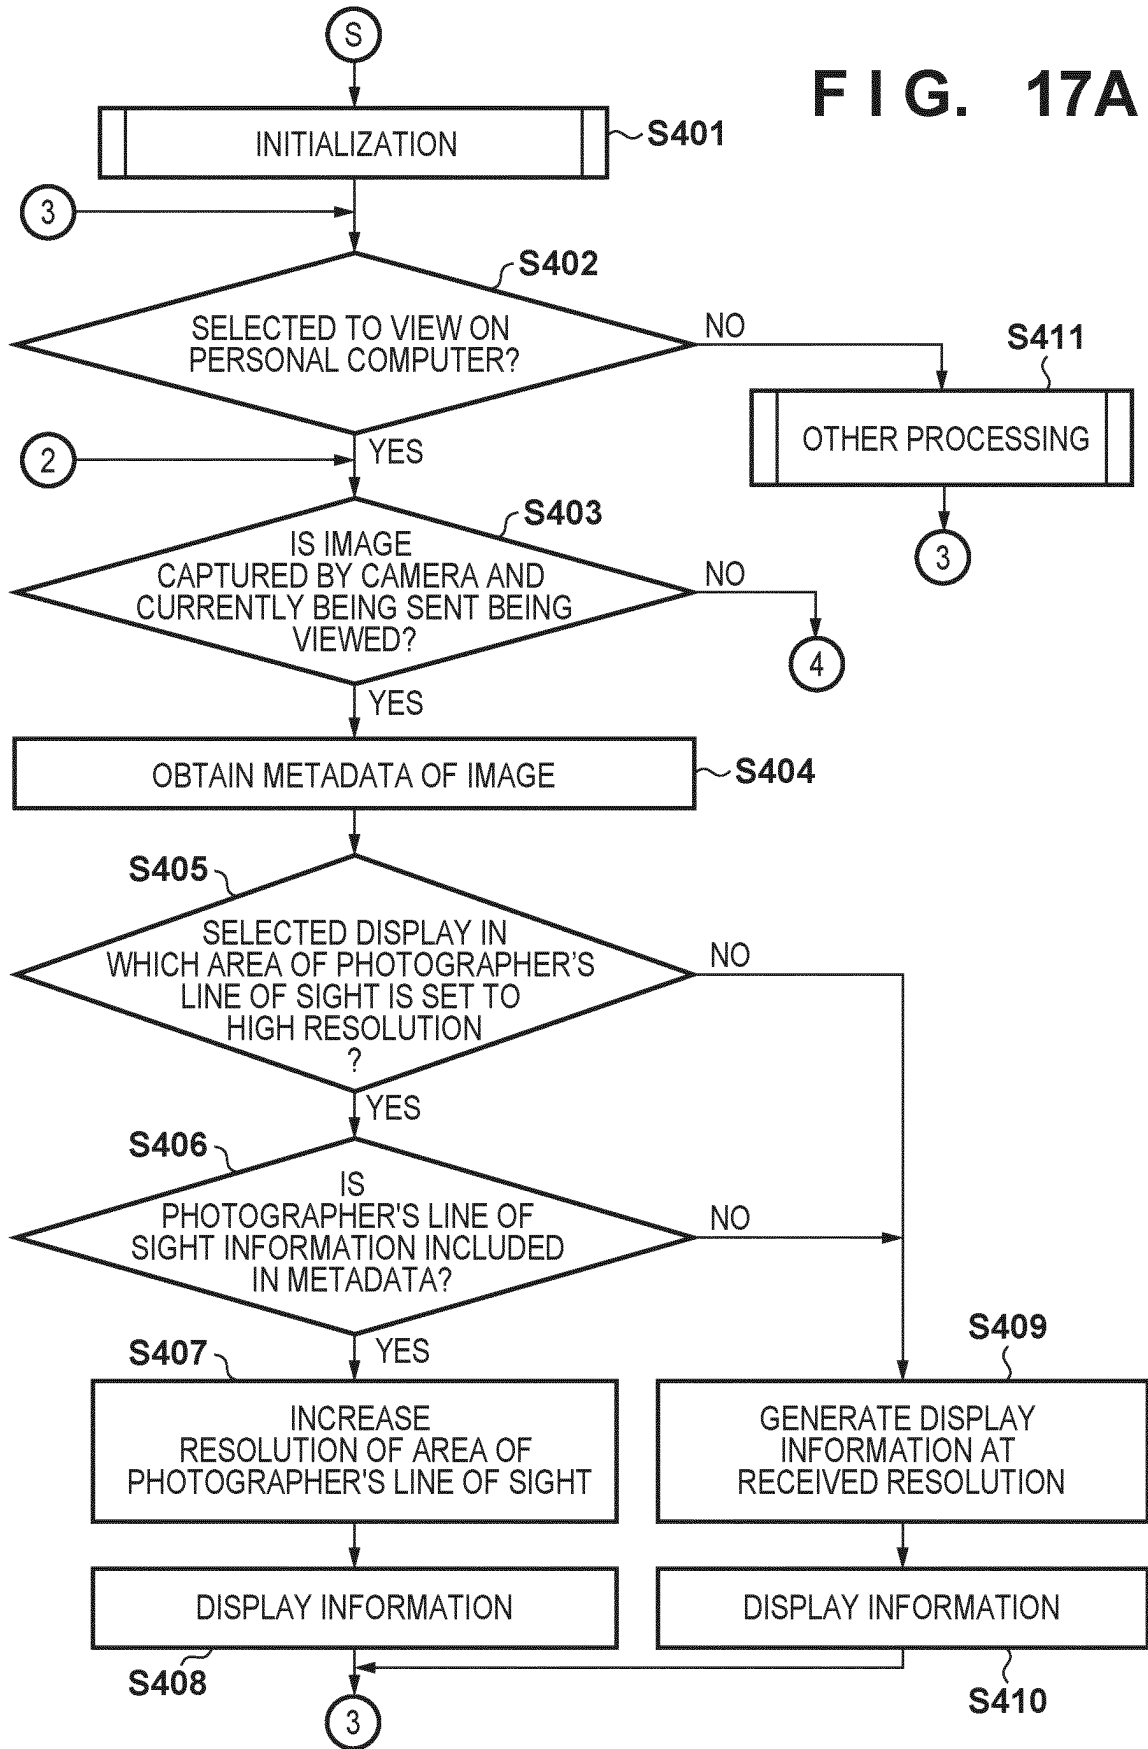 S
FIG. 17A
INITIALIZATION
S401
3
S402
SELECTED TO VIEW ON
PERSONAL COMPUTER?
NO
S411
OTHER PROCESSING
3
YES
2
S403
IS IMAGE
CAPTURED BY CAMERA AND
CURRENTLY BEING SENT BEING
VIEWED?
NO
4
YES
OBTAIN METADATA OF IMAGE
S404
S405
SELECTED DISPLAY IN
WHICH AREA OF PHOTOGRAPHER’S
LINE OF SIGHT IS SET TO
HIGH RESOLUTION
?
NO
YES
S406
IS
PHOTOGRAPHER'S LINE OF
SIGHT INFORMATION INCLUDED
IN METADATA?
NO
YES
S407
INCREASE
RESOLUTION OF AREA OF
PHOTOGRAPHER'S LINE OF SIGHT
S409
GENERATE DISPLAY
INFORMATION AT
RECEIVED RESOLUTION
DISPLAY INFORMATION
S408
DISPLAY INFORMATION
S410
3